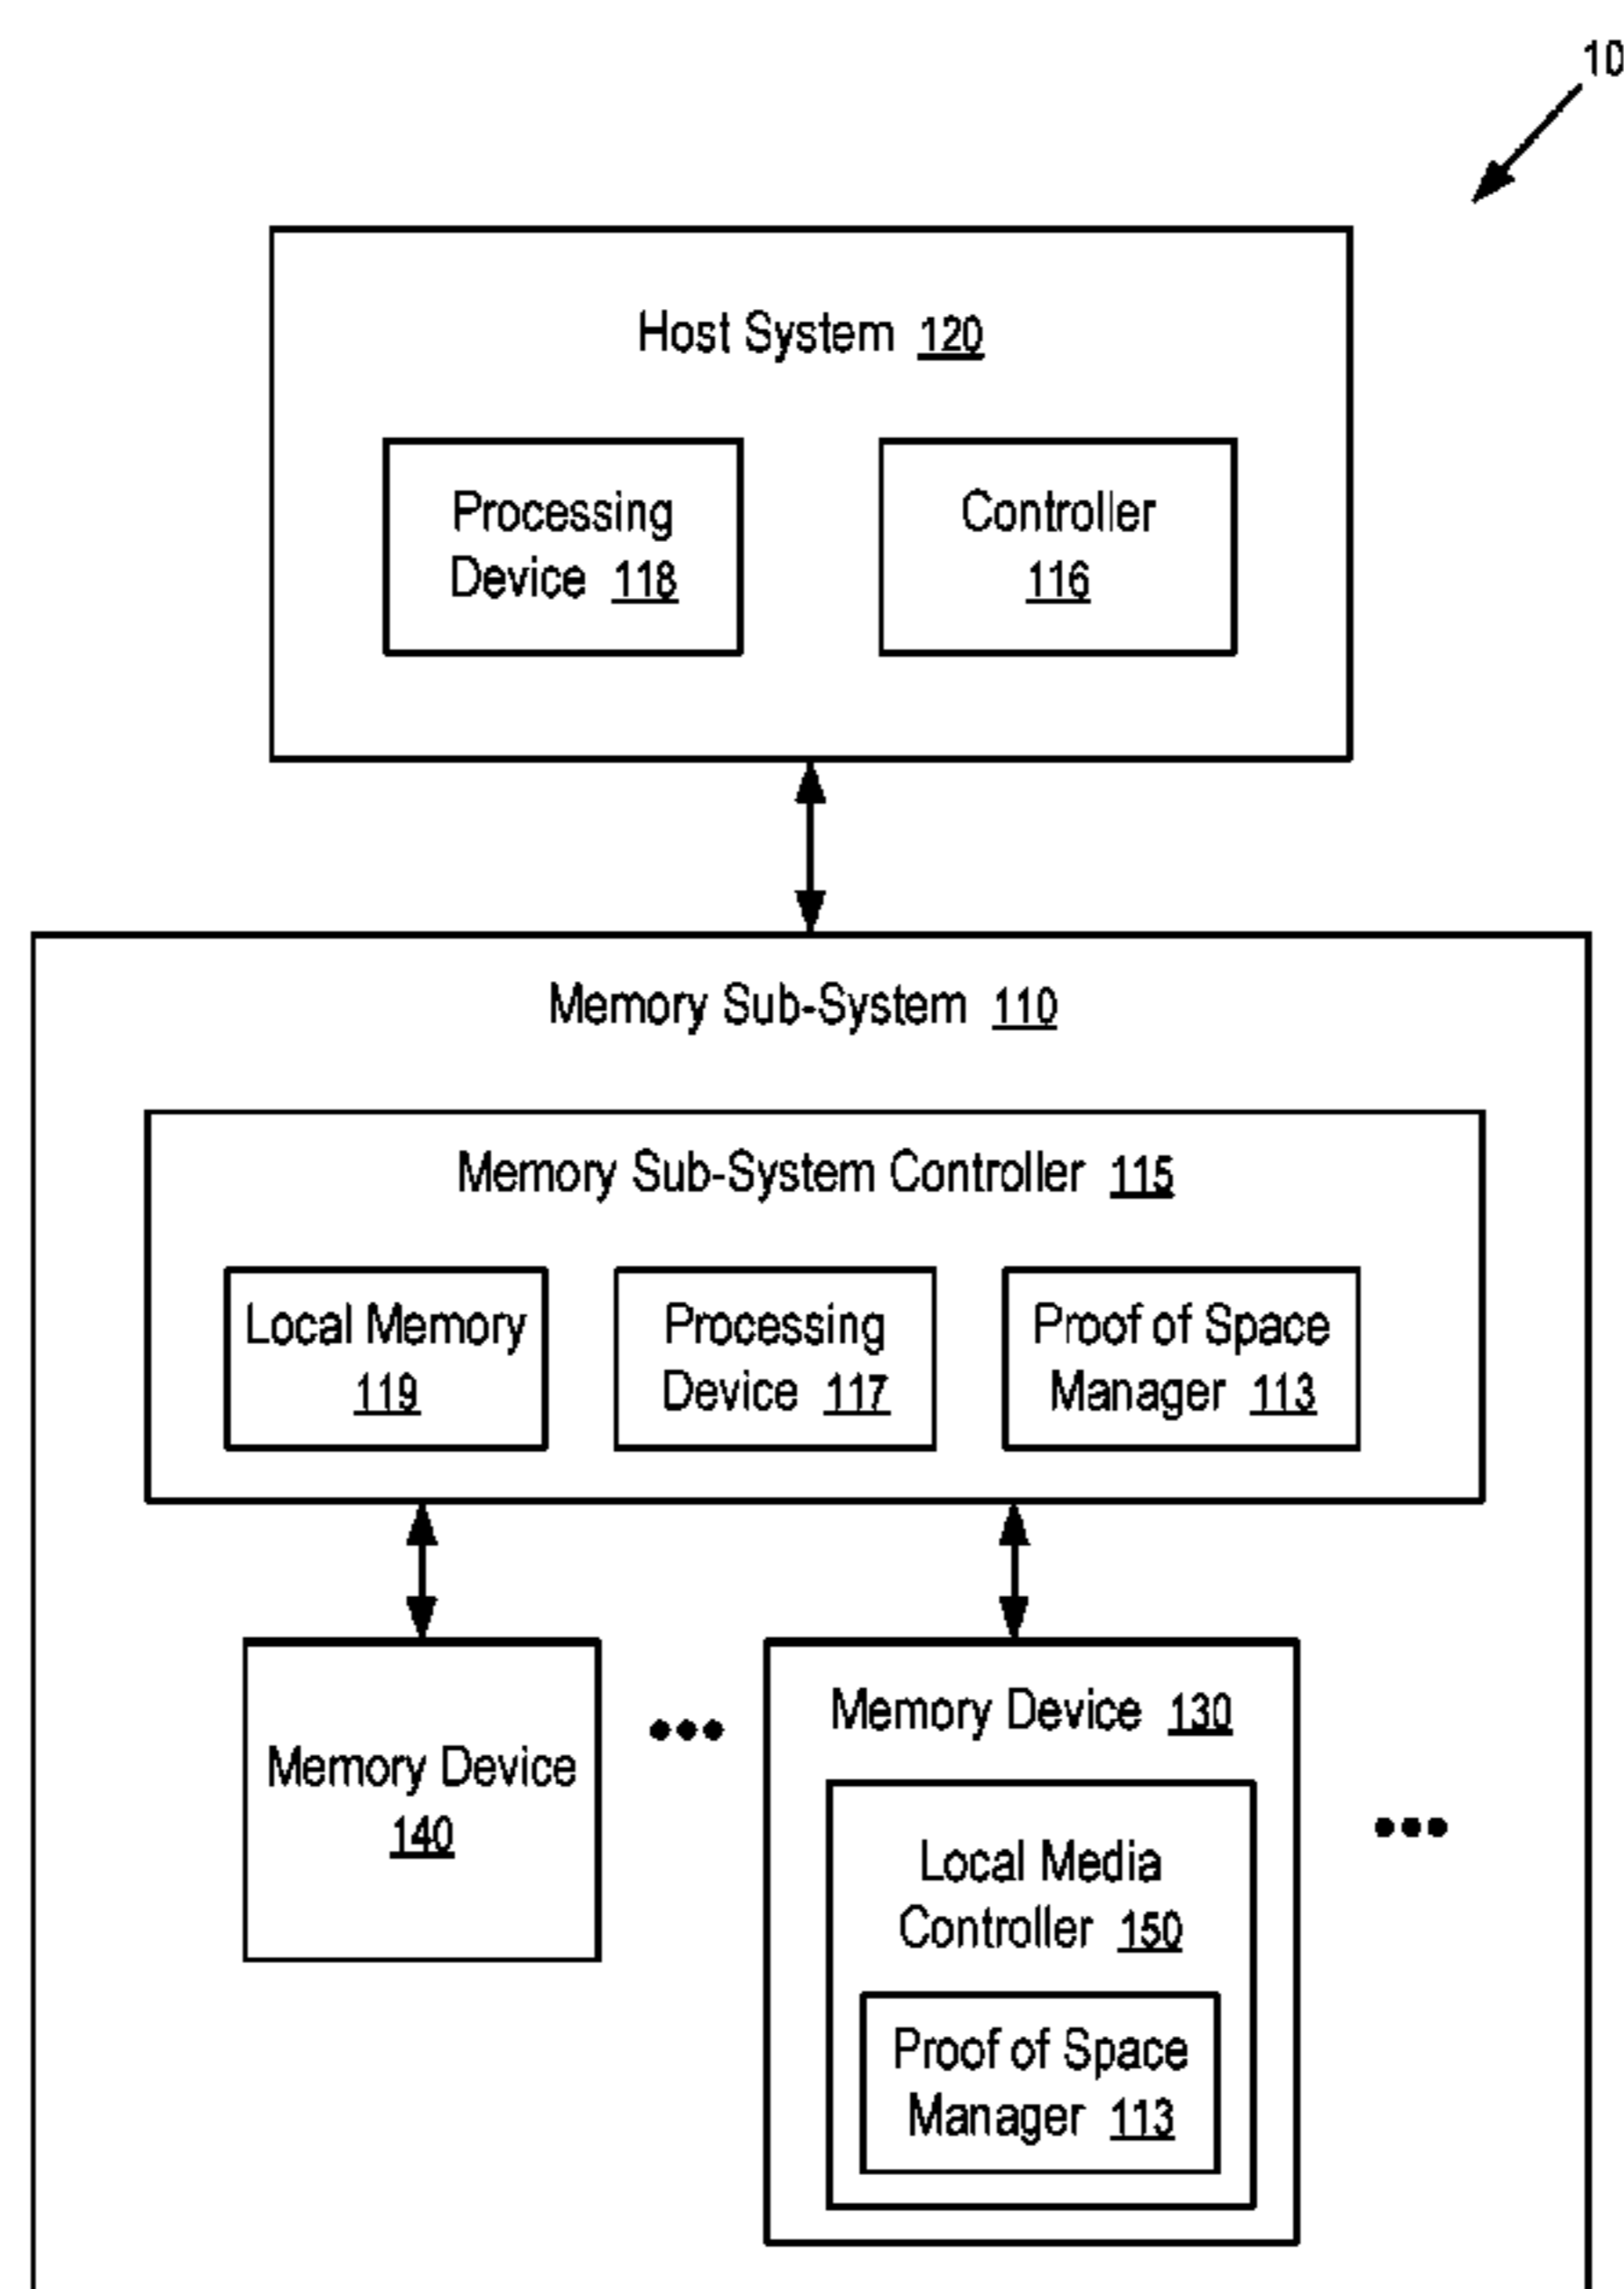 10
Host System 120
Processing
Device 118
Controller
116
Memory Sub-System 110
Memory Sub-System Controller 115
Local Memory
119
Processing
Device 117
Proof of Space
Manager 113
Memory Device
140
Memory Device 130
Local Media
Controller 150
Proof of Space
Manager 113